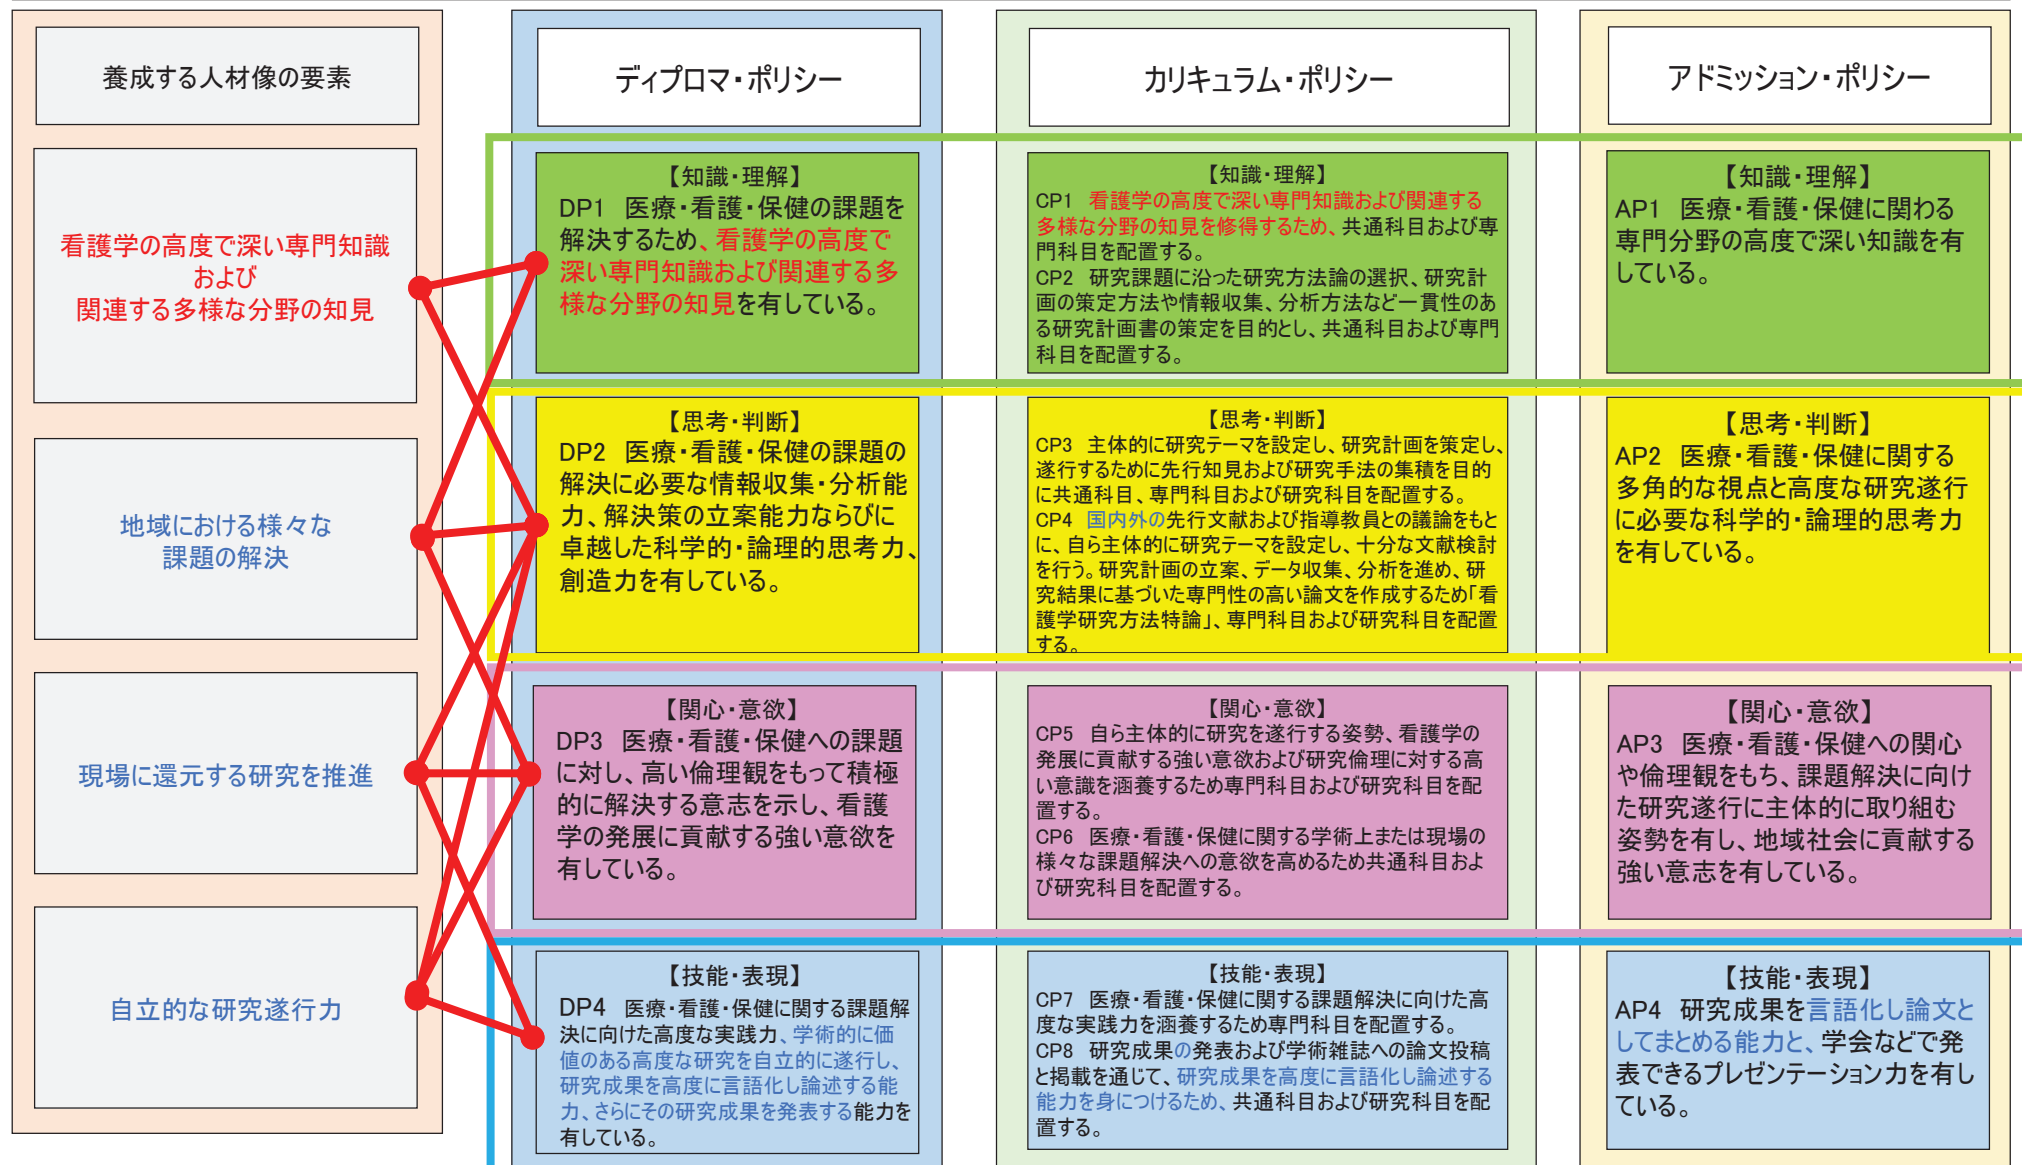 養成する人材像の要素
ディプロマ・ポリシー
カリキュラム・ポリシー
アドミッション・ポリシー
看護学の高度で深い専門知識
および
関連する多様な分野の知見
地域における様々な
課題の解決
現場に還元する研究を推進
自立的な研究遂行力
【知識・理解】
DP1 医療・看護・保健の課題を
解決するため、看護学の高度で
深い専門知識および関連する多
様な分野の知見を有している。
【知識・理解】
CP1 看護学の高度で深い専門知識および関連する
多様な分野の知見を修得するため、共通科目および専
門科目を配置する。
CP2 研究課題に沿った研究方法論の選択、研究計
画の策定方法や情報収集、分析方法など一貫性のあ
る研究計画書の策定を目的とし、共通科目および専門
科目を配置する。
【知識・理解】
AP1 医療・看護・保健に関わる
専門分野の高度で深い知識を有
している。
【思考・判断】
DP2 医療・看護・保健の課題の
解決に必要な情報収集・分析能
力、解決策の立案能力ならびに
卓越した科学的・論理的思考力、
創造力を有している。
【思考・判断】
CP3 主体的に研究テーマを設定し、研究計画を策定し、
遂行するために先行知見および研究手法の集積を目的
に共通科目、専門科目および研究科目を配置する。
CP4 国内外の先行文献および指導教員との議論をもと
に、自ら主体的に研究テーマを設定し、十分な文献検討
を行う。研究計画の立案、データ収集、分析を進め、研
究結果に基づいた専門性の高い論文を作成するため「看
護学研究方法特論」、専門科目および研究科目を配置
する。
【思考・判断】
AP2 医療・看護・保健に関する
多角的な視点と高度な研究遂行
に必要な科学的・論理的思考力
を有している。
【関心・意欲】
DP3 医療・看護・保健への課題
に対し、高い倫理観をもって積極
的に解決する意志を示し、看護
学の発展に貢献する強い意欲を
有している。
【関心・意欲】
CP5 自ら主体的に研究を遂行する姿勢、看護学の
発展に貢献する強い意欲および研究倫理に対する高
い意識を涵養するため専門科目および研究科目を配
置する。
CP6 医療・看護・保健に関する学術上または現場の
様々な課題解決への意欲を高めるため共通科目およ
び研究科目を配置する。
【関心・意欲】
AP3 医療・看護・保健への関心
や倫理観をもち、課題解決に向け
た研究遂行に主体的に取り組む
姿勢を有し、地域社会に貢献する
強い意志を有している。
【技能・表現】
DP4 医療・看護・保健に関する課題解
決に向けた高度な実践力、学術的に価
値のある高度な研究を自立的に遂行し、
研究成果を高度に言語化し論述する能
力、さらにその研究成果を発表する能力を
有している。
【技能・表現】
CP7 医療・看護・保健に関する課題解決に向けた高
度な実践力を涵養するため専門科目を配置する。
CP8 研究成果の発表および学術雑誌への論文投稿
と掲載を通じて、研究成果を高度に言語化し論述する
能力を身につけるため、共通科目および研究科目を配
置する。
【技能・表現】
AP4 研究成果を言語化し論文と
してまとめる能力と、学会などで発
表できるプレゼンテーション力を有し
ている。